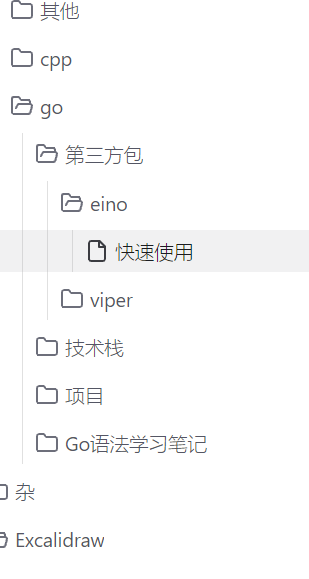 其他
cpp
go
第三方包
eino
快速使用
viper
技术栈
项目
Go语法学习笔记
杂
Excalidraw